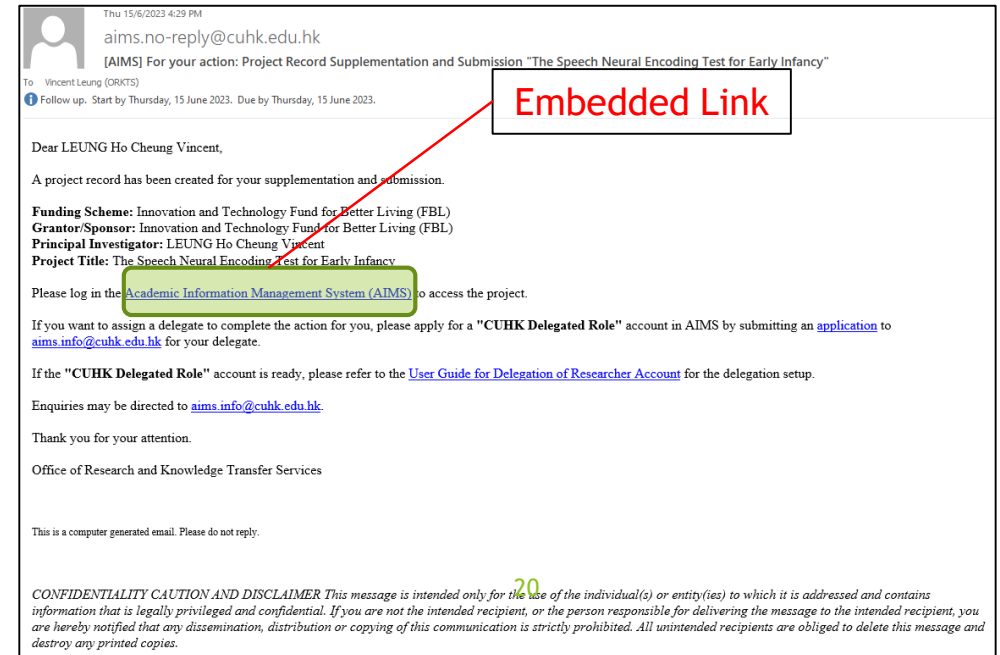 Thu 15/6/2023 4:29 PM
aims.no-reply@cuhk.edu.hk
[AIMS] For your action: Project Record Supplementation and Submission "The Speech Neural Encoding Test for Early Infancy"
To Vincent Leung (ORKTS)
Follow up. Start by Thursday, 15 June 2023. Due by Thursday, 15 June 2023.
Embedded Link
Dear LEUNG Ho Cheung Vincent,
A project record has been created for your supplementation and submission.
Funding Scheme: Innovation and Technology Fund for Better Living (FBL)
Grantor/Sponsor: Innovation and Technology Fund for Better Living (FBL)
Principal Investigator: LEUNG Ho Cheung Vincent
Project Title: The Speech Neural Encoding Test for Early Infancy
Please log in the Academic Information Management System (AIMS) to access the project.
If you want to assign a delegate to complete the action for you, please apply for a "CUHK Delegated Role" account in AIMS by submitting an application to
aims.info@cuhk.edu.hk for your delegate.
If the "CUHK Delegated Role" account is ready, please refer to the User Guide for Delegation of Researcher Account for the delegation setup.
Enquiries may be directed to aims.info@cuhk.edu.hk.
Thank you for your attention.
Office of Research and Knowledge Transfer Services
This is a computer generated email. Please do not reply.
20
CONFIDENTIALITY CAUTION AND DISCLAIMER This message is intended only for the use of the individual(s) or entity(ies) to which it is addressed and contains
information that is legally privileged and confidential. If you are not the intended recipient, or the person responsible for delivering the message to the intended recipient, you
are hereby notified that any dissemination, distribution or copying of this communication is strictly prohibited. All unintended recipients are obliged to delete this message and
destroy any printed copies.